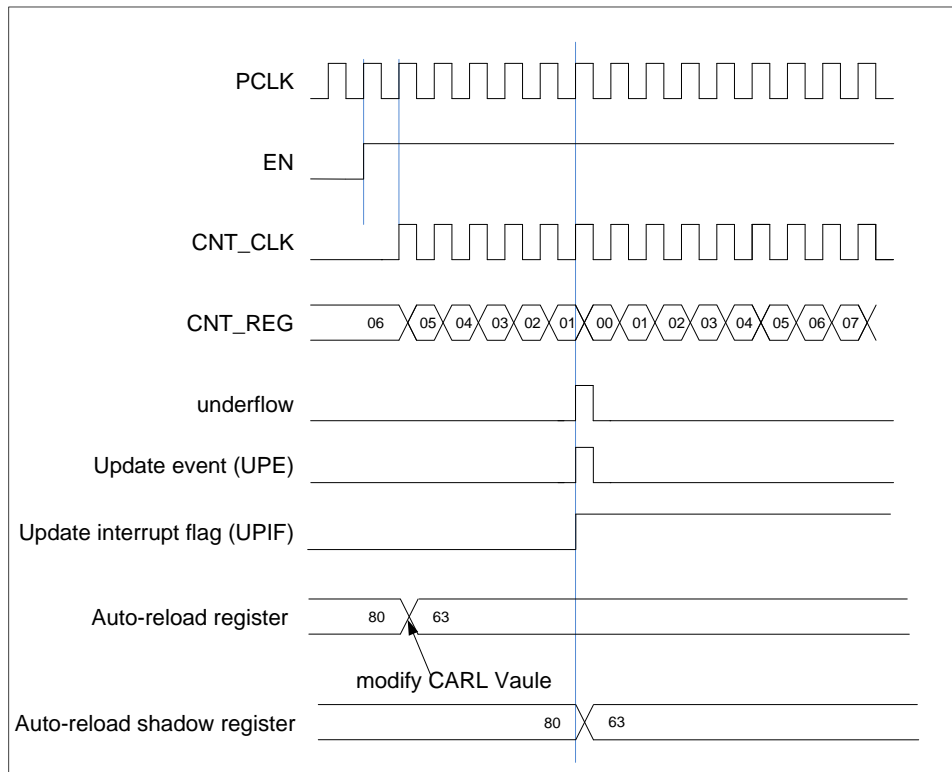 PCLK
EN
CNT_CLK
CNT_REG 06 05 04 03 02 01 00 01 02 03 04 05 06 07
underflow
Update event (UPE)
Update interrupt flag (UPIF)
Auto-reload register 80 63
modify CARL Vaule
Auto-reload shadow register 80 63